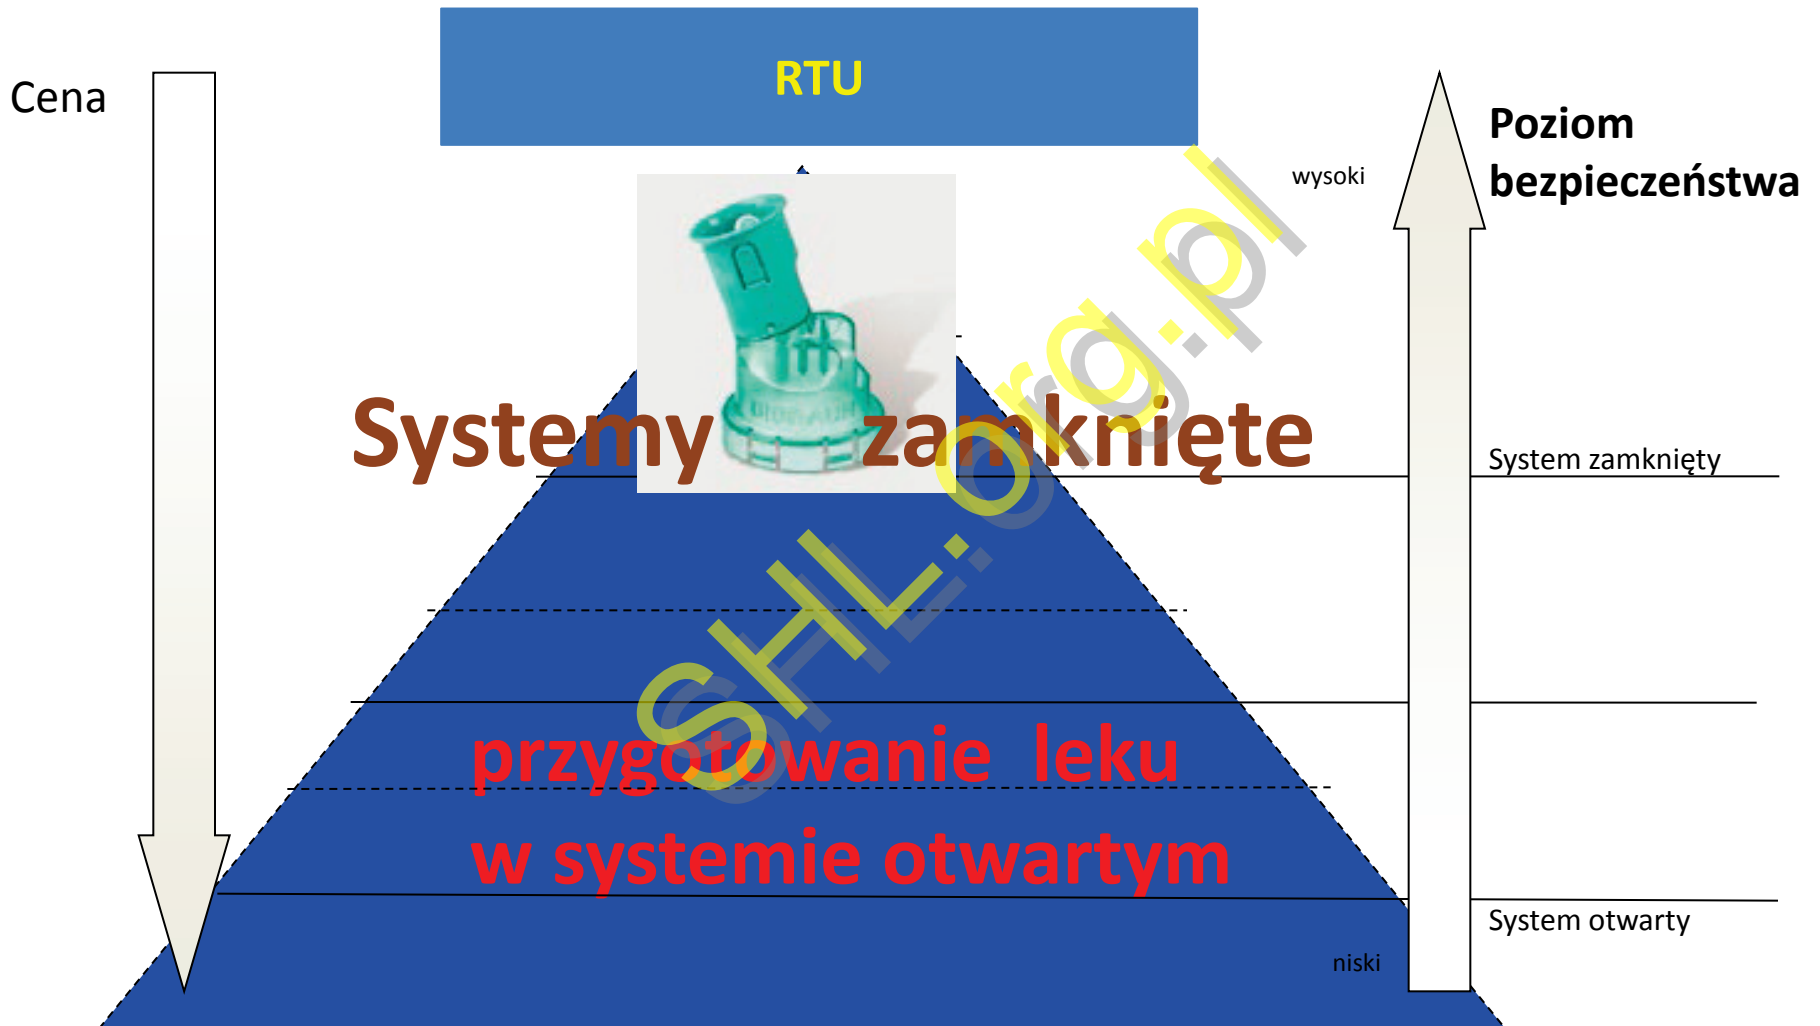 RTU
Cena
Poziom
bezpieczeństwa
wysoki
Systemy zamknięte
System zamknięty
SHL.org.pl
przygotowanie leku
w systemie otwartym
System otwarty
niski